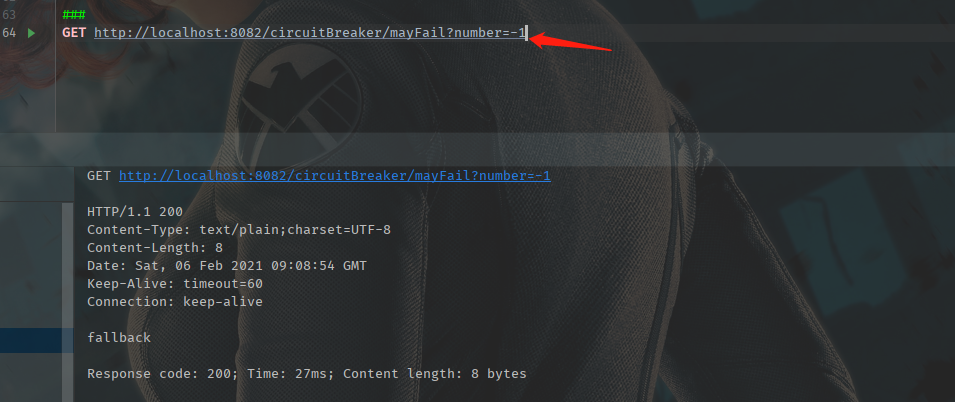 63
###
64 GET http://localhost:8082/circuitBreaker/mayFail?number=-1
GET http://localhost:8082/circuitBreaker/mayFail?number=-1
HTTP/1.1 200
Content-Type: text/plain;charset=UTF-8
Content-Length: 8
Date: Sat, 06 Feb 2021 09:08:54 GMT
Keep-Alive: timeout=60
Connection: keep-alive
fallback
Response code: 200; Time: 27ms; Content length: 8 bytes